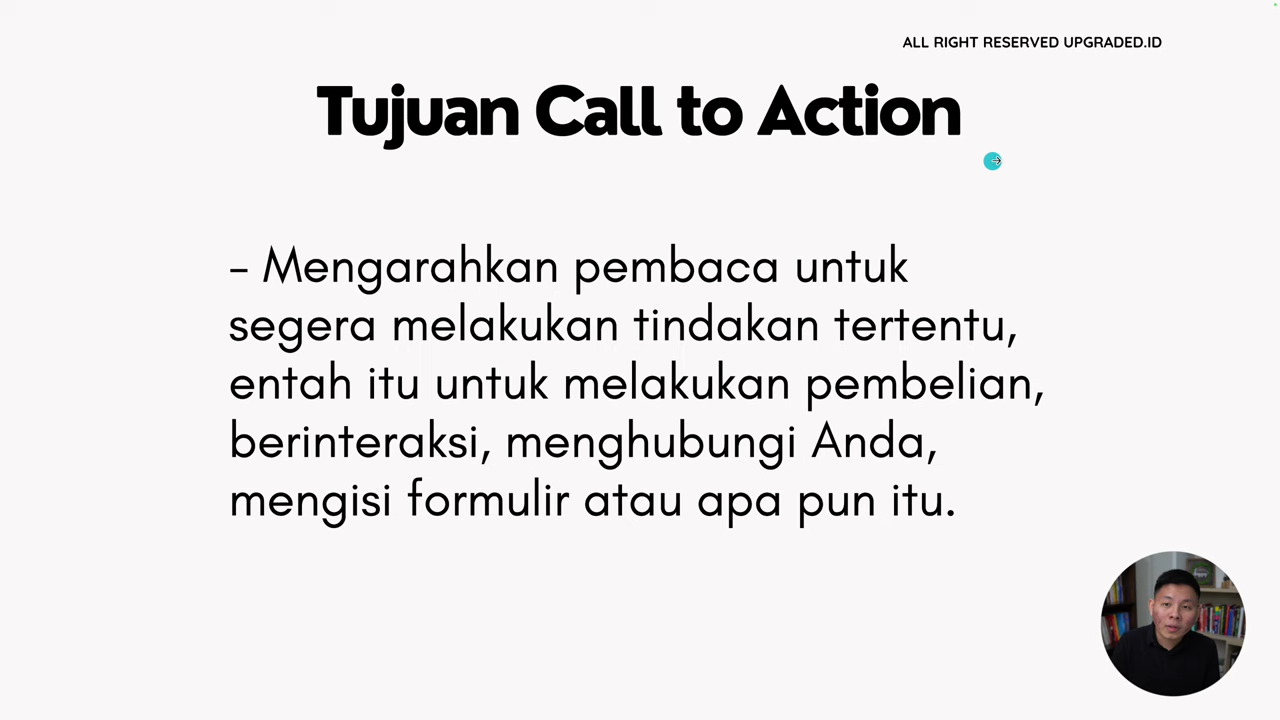 ALL RIGHT RESERVED UPGRADED.ID
Tujuan Call to Action
- Mengarahkan pembaca untuk
segera melakukan tindakan tertentu,
entah itu untuk melakukan pembelian,
berinteraksi, menghubungi Anda,
mengisi formulir atau apa pun itu.